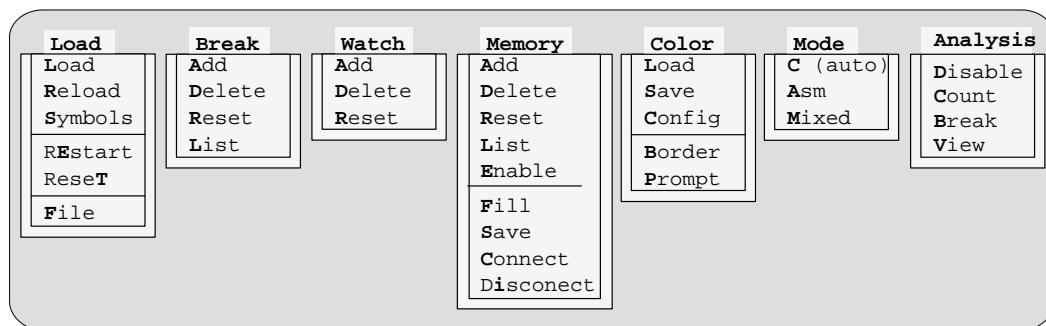 Load
Load
Reload
Symbols
REstart
ReseT
File
Break
Add
Delete
Reset
List
Watch
Add
Delete
Reset
Memory
Add
Delete
Reset
List
Enable
Fill
Save
Connect
Disconect
Color
Load
Save
Config
Border
Prompt
Mode
C (auto)
Asm
Mixed
Analysis
Disable
Count
Break
View